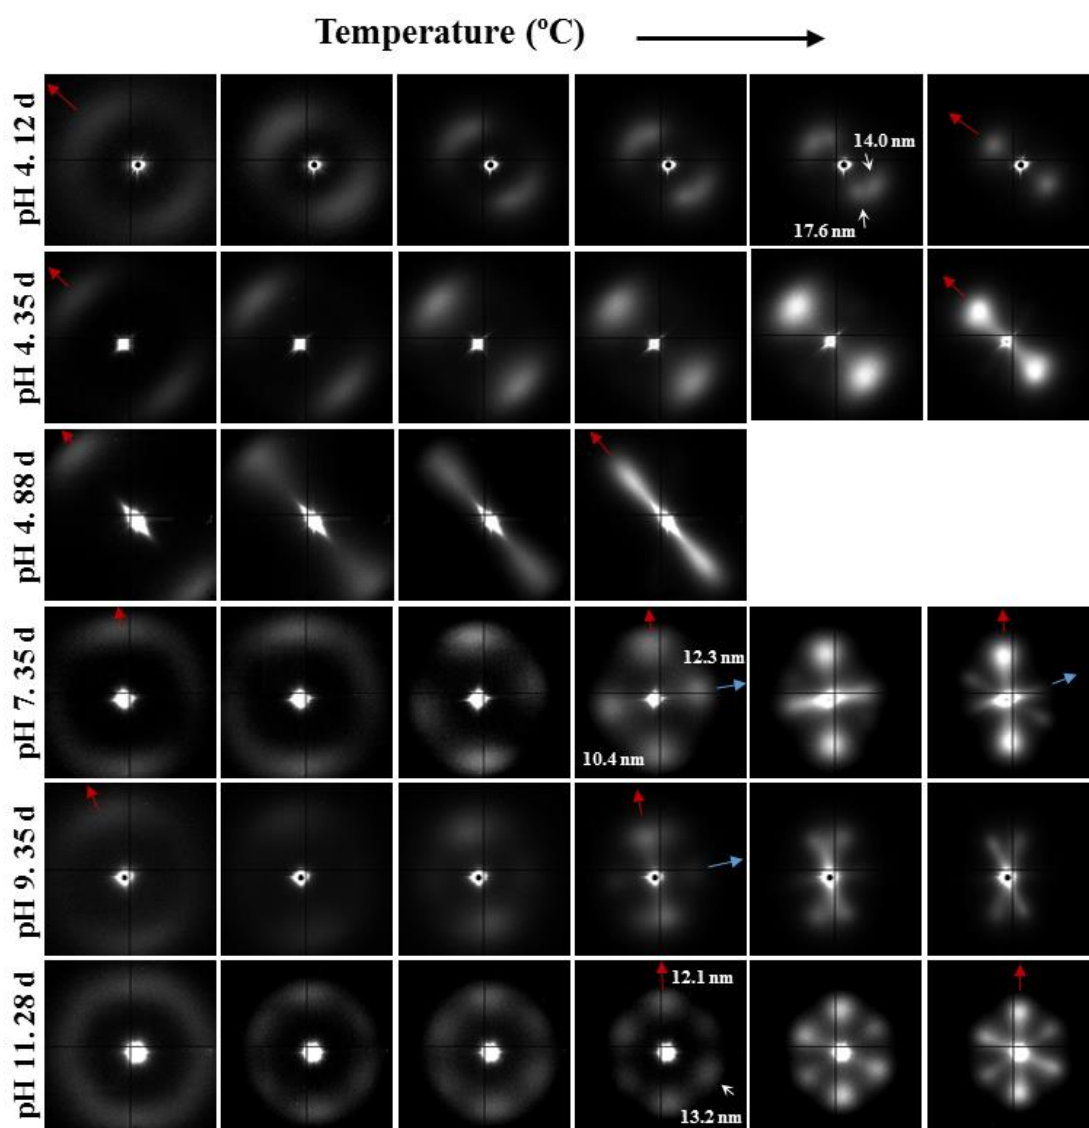 Temperature (ºC)
pH 4. 12 d
14.0 nm
17.6 nm
pH 4. 35 d
pH 4. 88 d
pH 7. 35 d
12.3 nm
10.4 nm
pH 9. 35 d
pH 11. 28 d
12.1 nm
13.2 nm